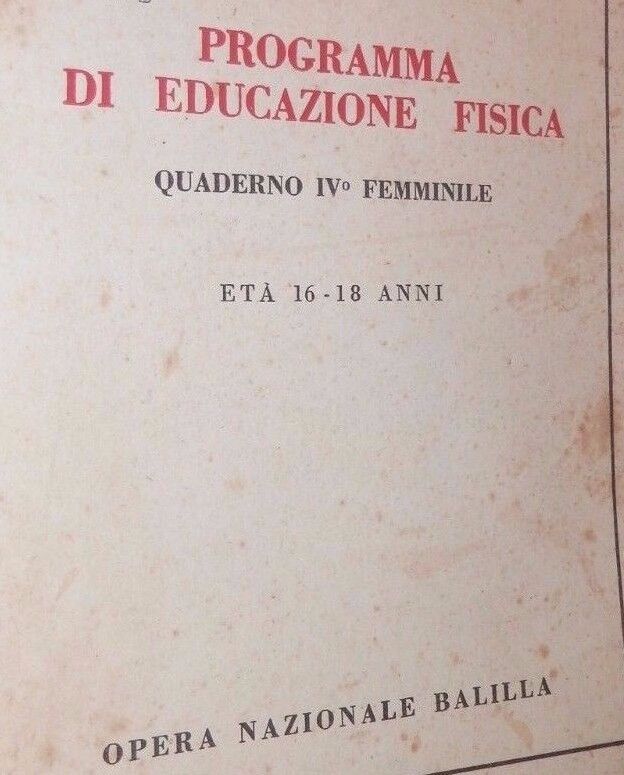 PROGRAMMA
DI EDUCAZIONE FISICA
QUADERNO IVº FEMMINILE
ETÀ 16-18 ANNI
OPERA NAZIONALE BALILLA